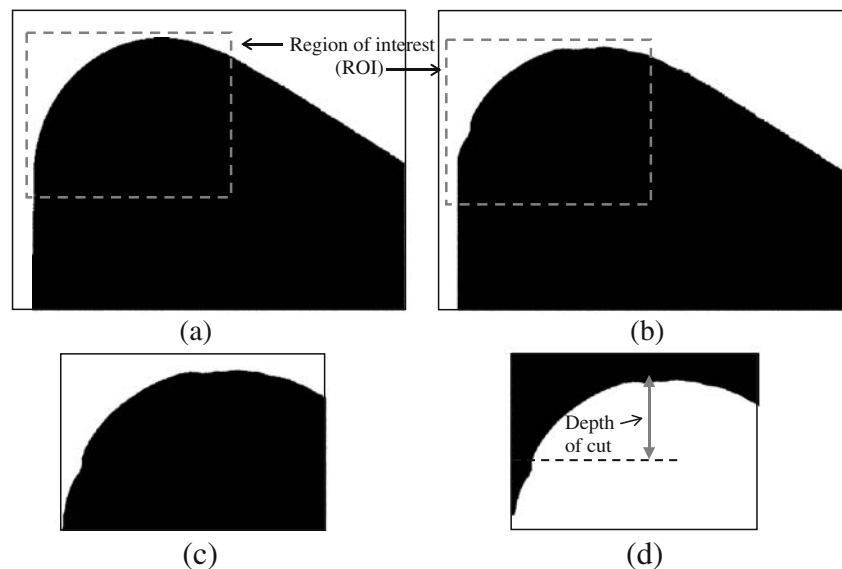 Region of interest
(ROI)
(a)
(b)
Depth
of cut
(c)
(d)